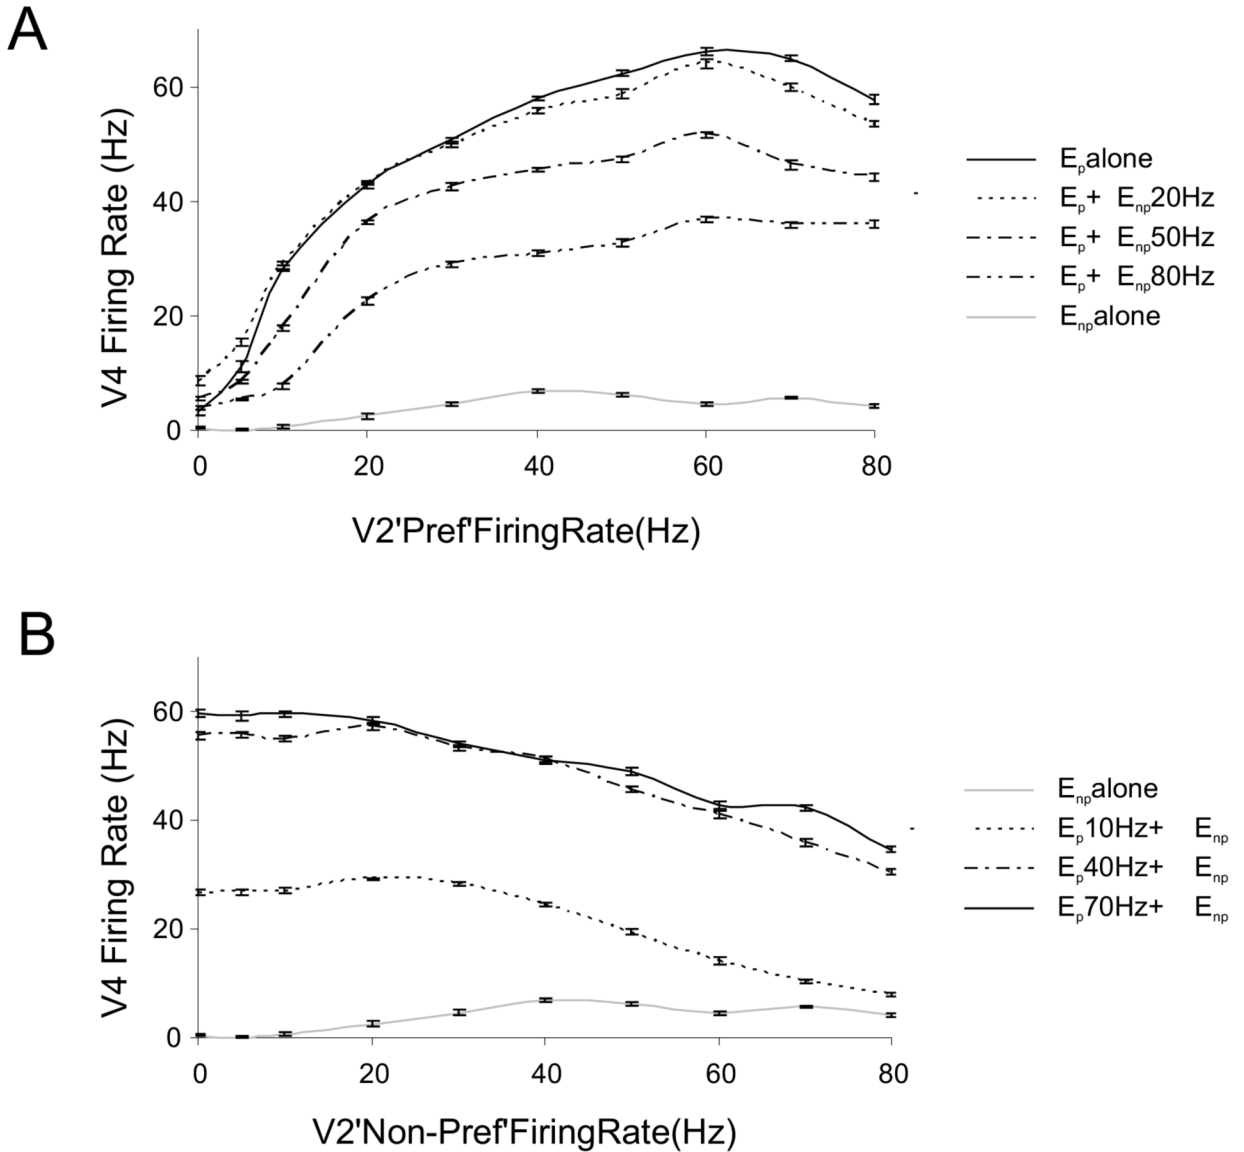 A
V4 Firing Rate (Hz)
60
40
20
0
0 20 40 60 80
V2'Pref'FiringRate(Hz)
Epalone
Ep+ Enp20Hz
Ep+ Enp50Hz
Ep+ Enp80Hz
Enpalone
B
V4 Firing Rate (Hz)
60
40
20
0
0 20 40 60 80
V2'Non-Pref'FiringRate(Hz)
Enpalone
Ep10Hz+ Enp
Ep40Hz+ Enp
Ep70Hz+ Enp